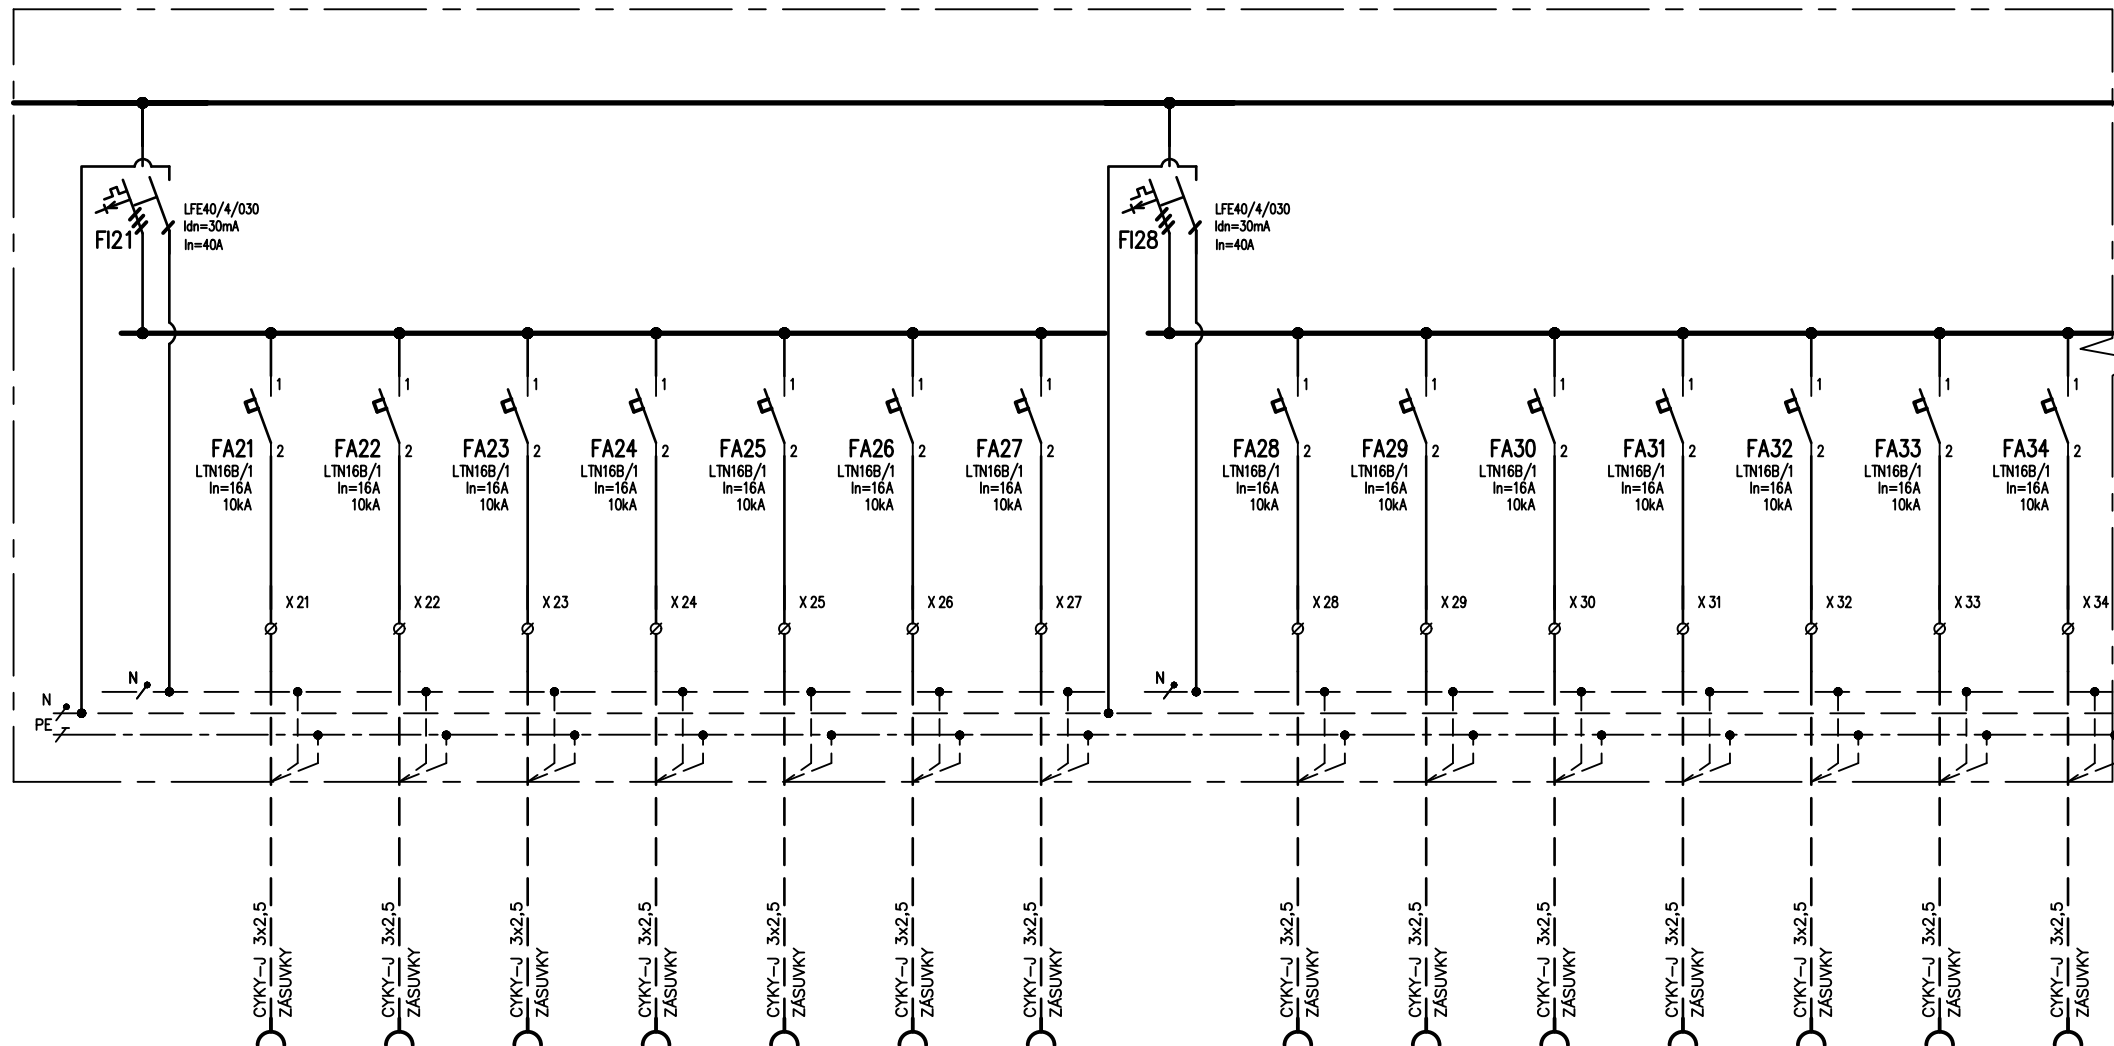 LFE40/4/030
Idn=30mA
In=40A
FI21
LFE40/4/030
Idn=30mA
In=40A
FI28
1
2
FA21
LTN16B/1
In=16A
10kA
1
2
FA22
LTN16B/1
In=16A
10kA
1
2
FA23
LTN16B/1
In=16A
10kA
1
2
FA24
LTN16B/1
In=16A
10kA
1
2
FA25
LTN16B/1
In=16A
10kA
1
2
FA26
LTN16B/1
In=16A
10kA
1
2
FA27
LTN16B/1
In=16A
10kA
1
2
FA28
LTN16B/1
In=16A
10kA
1
2
FA29
LTN16B/1
In=16A
10kA
1
2
FA30
LTN16B/1
In=16A
10kA
1
2
FA31
LTN16B/1
In=16A
10kA
1
2
FA32
LTN16B/1
In=16A
10kA
1
2
FA33
LTN16B/1
In=16A
10kA
1
2
FA34
LTN16B/1
In=16A
10kA
X 21
X 22
X 23
X 24
X 25
X 26
X 27
X 28
X 29
X 30
X 31
X 32
X 33
X 34
N
N
N
PE
CYKY-J 3x2,5
ZÁSUVKY
CYKY-J 3x2,5
ZÁSUVKY
CYKY-J 3x2,5
ZÁSUVKY
CYKY-J 3x2,5
ZÁSUVKY
CYKY-J 3x2,5
ZÁSUVKY
CYKY-J 3x2,5
ZÁSUVKY
CYKY-J 3x2,5
ZÁSUVKY
CYKY-J 3x2,5
ZÁSUVKY
CYKY-J 3x2,5
ZÁSUVKY
CYKY-J 3x2,5
ZÁSUVKY
CYKY-J 3x2,5
ZÁSUVKY
CYKY-J 3x2,5
ZÁSUVKY
CYKY-J 3x2,5
ZÁSUVKY
CYKY-J 3x2,5
ZÁSUVKY